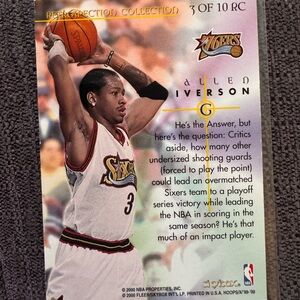 RETROSPECTION COLLECTION
3 OF 10 RC
76ERS
ALLEN
IVERSON
G
He's the Answer, but
here's the question: Critics
aside, how many other
undersized shooting guards
(forced to play the point)
could lead an overmatched
Sixers team to a playoff
series victory while leading
the NBA in scoring in the
same season? He's that
much of an impact player.
SIXERS
3
© 2000 NBA PROPERTIES, INC.
© 2000 FLEER/SKYBOX INT'L LP. PRINTED IN U.S.A. HOOPS/X '99-'00